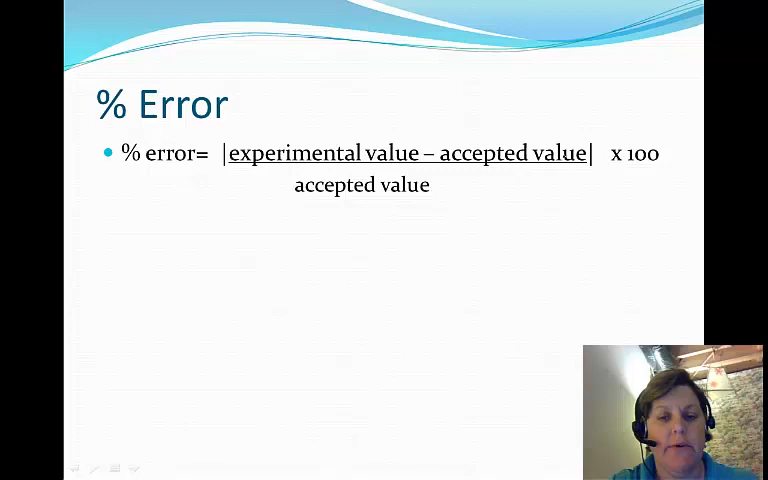 % Error
% error= |experimental value – accepted value| x 100
accepted value